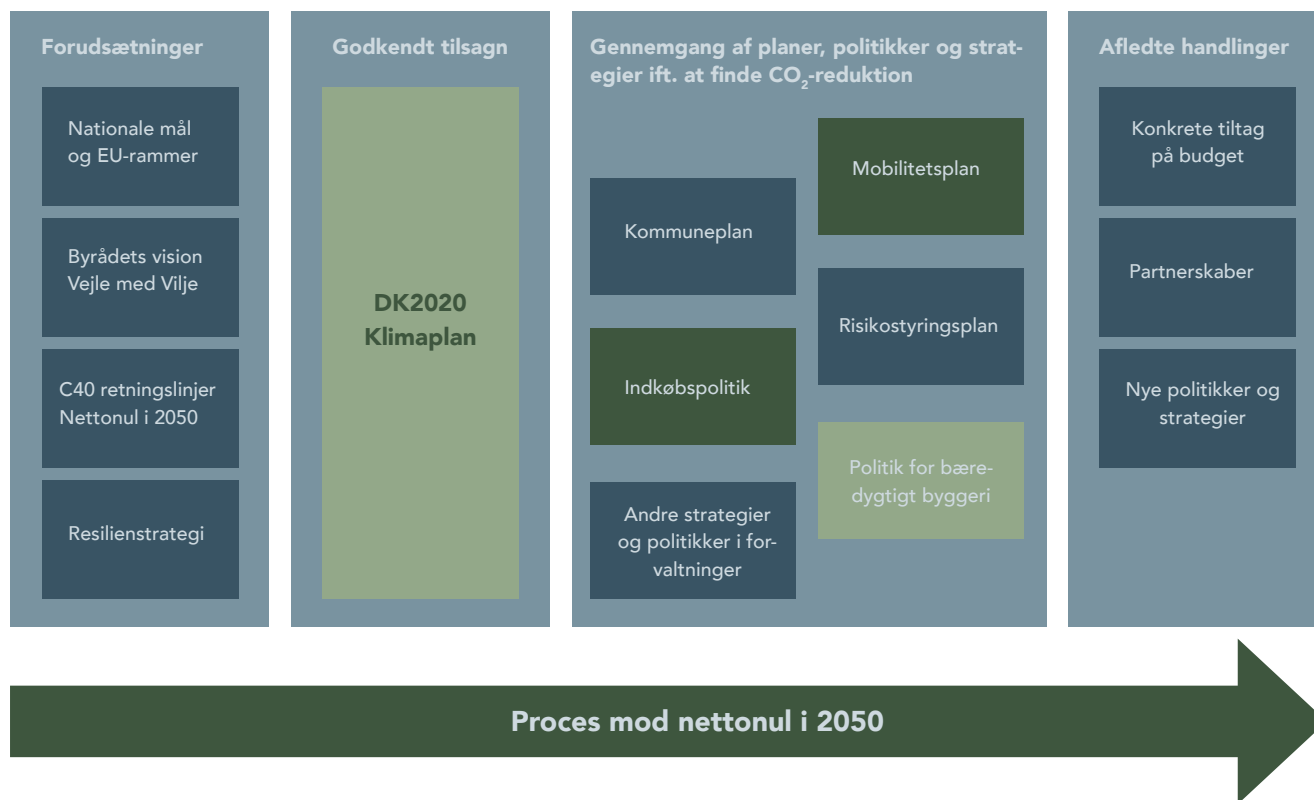 Forudsætninger
Nationale mål
og EU-rammer
Byrådets vision
Vejle med Vilje
C40 retningslinjer
Nettonul i 2050
Resilienstrategi
Godkendt tilsagn
DK2020
Klimaplan
Gennemgang af planer, politikker og strat-
egier ift. at finde CO₂-reduktion
Kommuneplan
Indkøbspolitik
Andre strategier
og politikker i for-
valtninger
Mobilitetsplan
Risikostyringsplan
Politik for bære-
dygtigt byggeri
Afledte handlinger
Konkrete tiltag
på budget
Partnerskaber
Nye politikker og
strategier
Proces mod nettonul i 2050